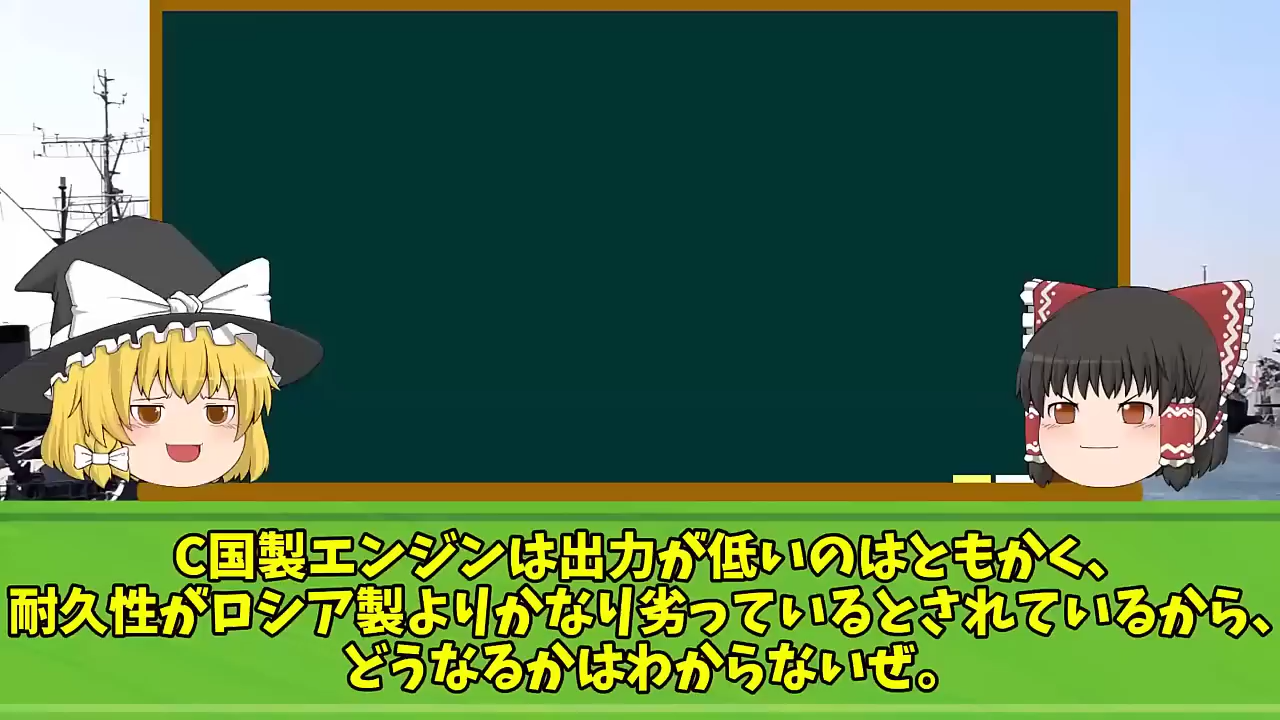 C国製エンジンは出力が低いのはともかく、
耐久性がロシア製よりかなり劣っているとされているから、
どうなるかはわからないぜ。